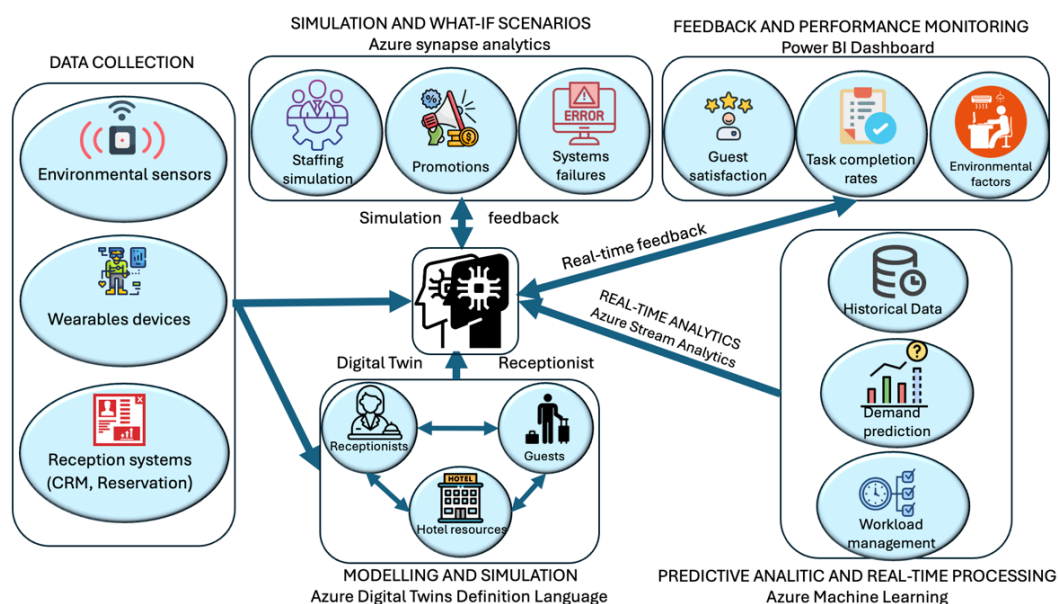 SIMULATION AND WHAT-IF SCENARIOS
Azure synapse analytics
FEEDBACK AND PERFORMANCE MONITORING
Power BI Dashboard
DATA COLLECTION
Environmental sensors
Wearables devices
Reception systems
(CRM, Reservation)
Staffing
simulation
Promotions
ERROR
Systems
failures
Guest
satisfaction
Task completion
rates
Environmental
factors
Simulation
feedback
Real-time feedback
REAL-TIME ANALYTICS
Azure Stream Analytics
Digital Twin
Receptionist
Receptionists
Guests
HOTEL
Hotel resources
MODELLING AND SIMULATION
Azure Digital Twins Definition Language
Historical Data
?
Demand
prediction
Workload
management
PREDICTIVE ANALITIC AND REAL-TIME PROCESSING
Azure Machine Learning